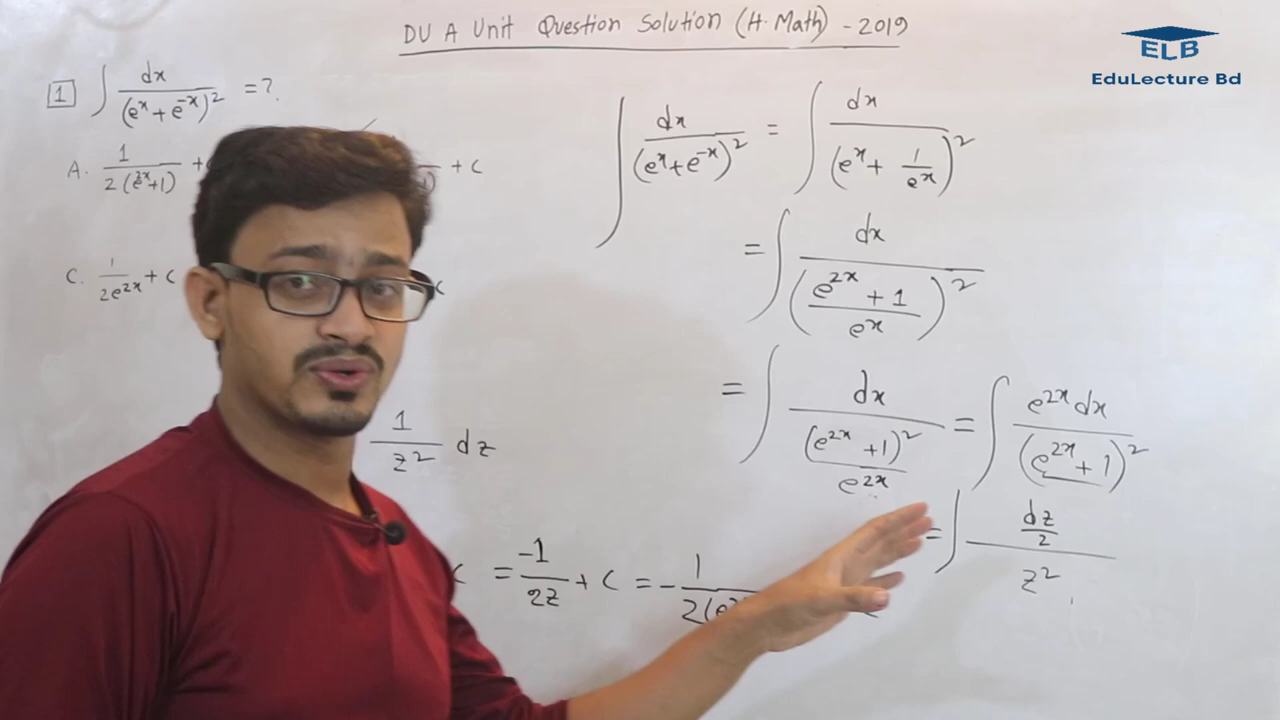 DU A Unit Question Solution (H. Math) - 2019
ELB
EduLecture Bd
1 ∫ dx/(e^x + e^-x)^2 = ?
A. 1/2(e^2x+1) +
+ C
C. 1/2e^2x + C
C
∫ dx/(e^x+e^-x)^2 = ∫ dx/(e^x + 1/e^x)^2
= ∫ dx/((e^2x + 1)/e^x)^2
= ∫ dx/((e^2x + 1)^2/e^2x) = ∫ e^2x dx/(e^2x + 1)^2
= ∫ (dz/2)/z^2
1/z^2 dz
C = -1/2z + C = - 1/2(e